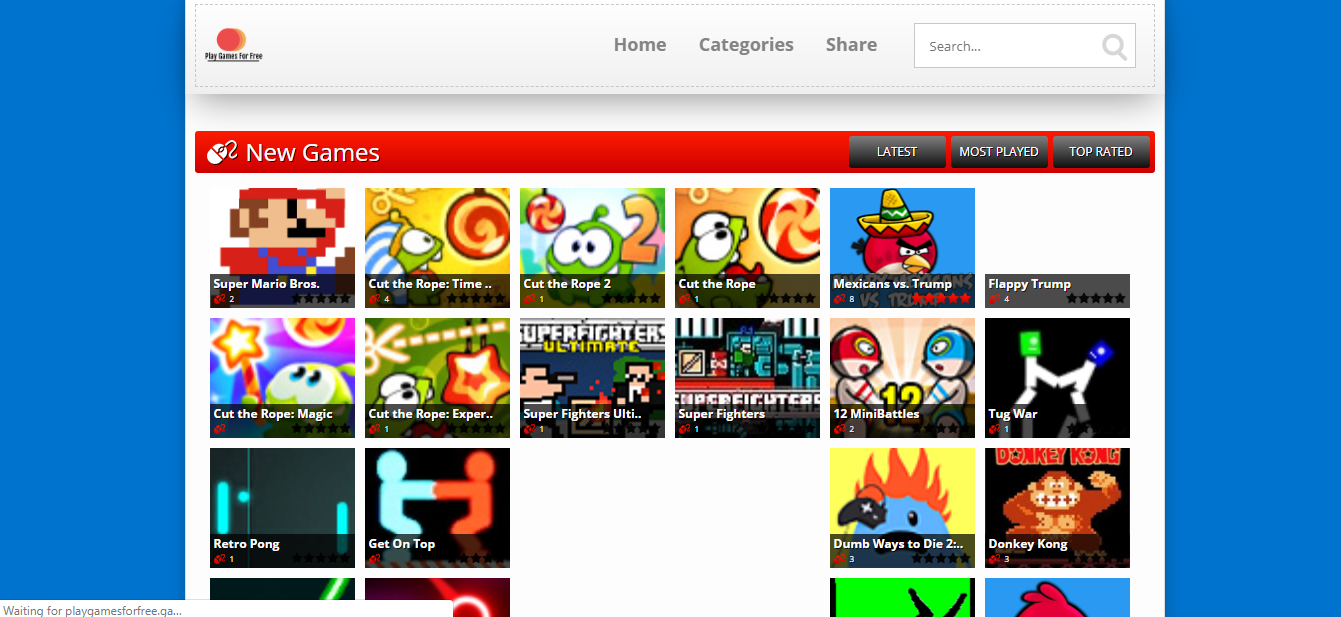 Play Games For Free
Home Categories Share Search...
New Games LATEST MOST PLAYED TOP RATED
2
Super Mario Bros. Cut the Rope: Time .. Cut the Rope 2 Cut the Rope Mexicans vs. Trump Flappy Trump
2 4 1 1 8 4
VS TRUMP
SUPERFIGHTERS
ULTIMATE
P1
12
SUPERFIGHTERS
Cut the Rope: Magic Cut the Rope: Exper.. Super Fighters Ulti.. Super Fighters 12 MiniBattles Tug War
1 1 1 2 1
DONKEY KONG
Retro Pong Get On Top Dumb Ways to Die 2:.. Donkey Kong
1 3 3
Waiting for playgamesforfree.ga...